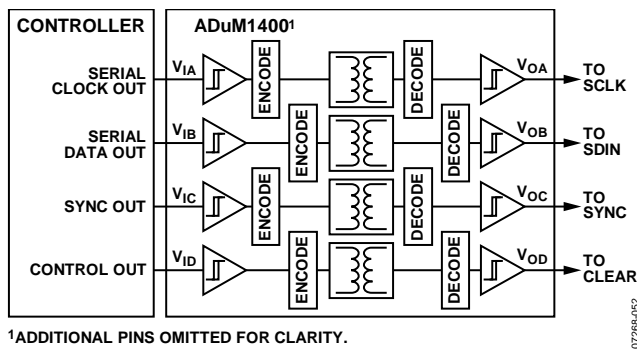 CONTROLLER
ADuM1400¹
SERIAL
CLOCK OUT
VIA
ENCODE
DECODE
VOA
TO
SCLK
SERIAL
DATA OUT
VIB
ENCODE
DECODE
VOB
TO
SDIN
SYNC OUT
VIC
ENCODE
DECODE
VOC
TO
SYNC
CONTROL OUT
VID
ENCODE
DECODE
VOD
TO
CLEAR
¹ADDITIONAL PINS OMITTED FOR CLARITY.
07268-052